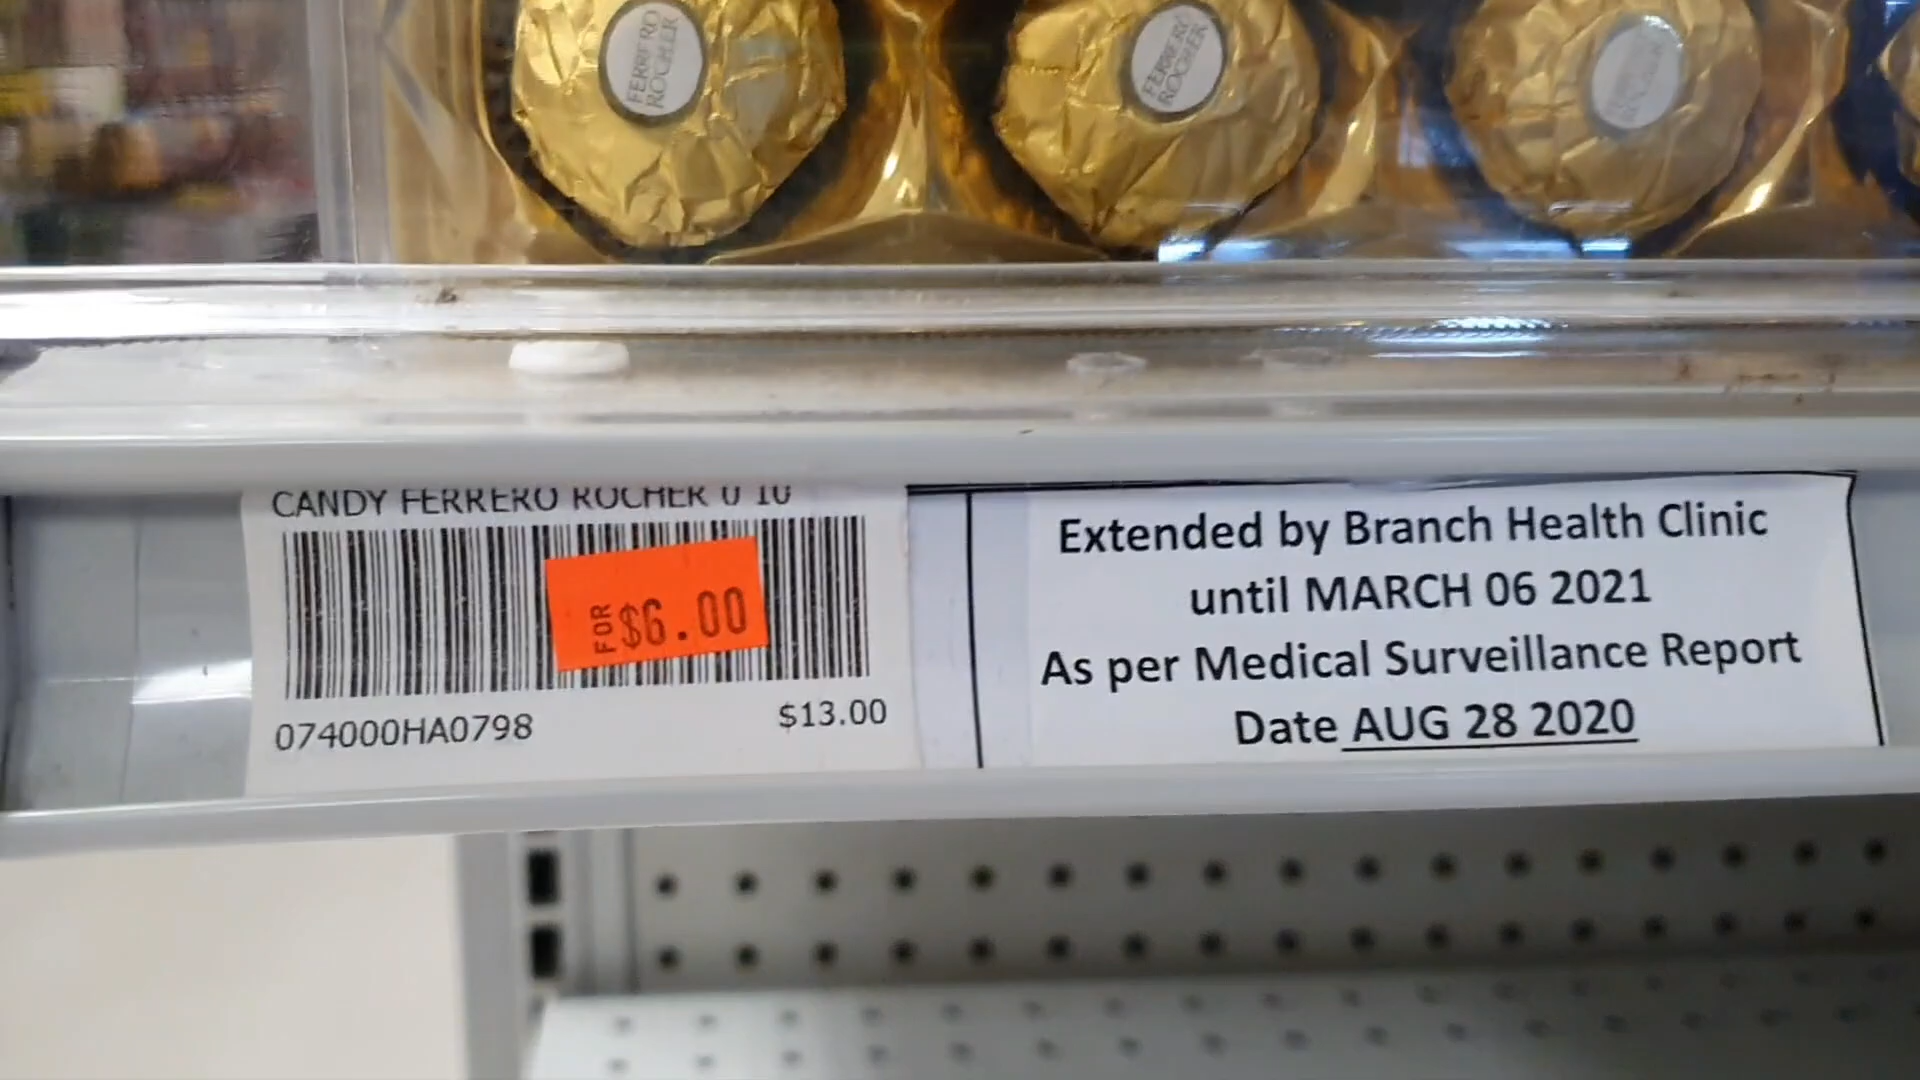 FERRERO
ROCHER
FERRERO
ROCHER
CANDY FERRERO ROCHER 0 10
FOR $6.00
074000HA0798
$13.00
Extended by Branch Health Clinic
until MARCH 06 2021
As per Medical Surveillance Report
Date AUG 28 2020